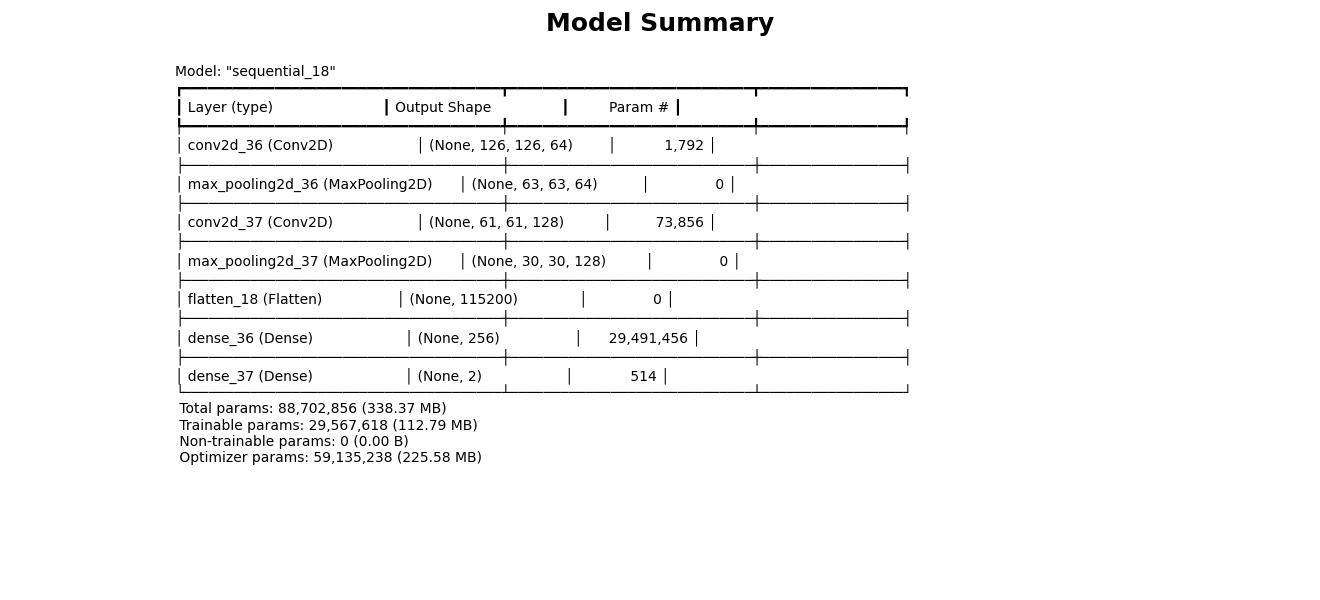 Model Summary
Model: "sequential_18"
┃ Layer (type) ┃ Output Shape ┃ Param # ┃
│ conv2d_36 (Conv2D) │ (None, 126, 126, 64) │ 1,792 │
│ max_pooling2d_36 (MaxPooling2D) │ (None, 63, 63, 64) │ 0 │
│ conv2d_37 (Conv2D) │ (None, 61, 61, 128) │ 73,856 │
│ max_pooling2d_37 (MaxPooling2D) │ (None, 30, 30, 128) │ 0 │
│ flatten_18 (Flatten) │ (None, 115200) │ 0 │
│ dense_36 (Dense) │ (None, 256) │ 29,491,456 │
│ dense_37 (Dense) │ (None, 2) │ 514 │
Total params: 88,702,856 (338.37 MB)
Trainable params: 29,567,618 (112.79 MB)
Non-trainable params: 0 (0.00 B)
Optimizer params: 59,135,238 (225.58 MB)